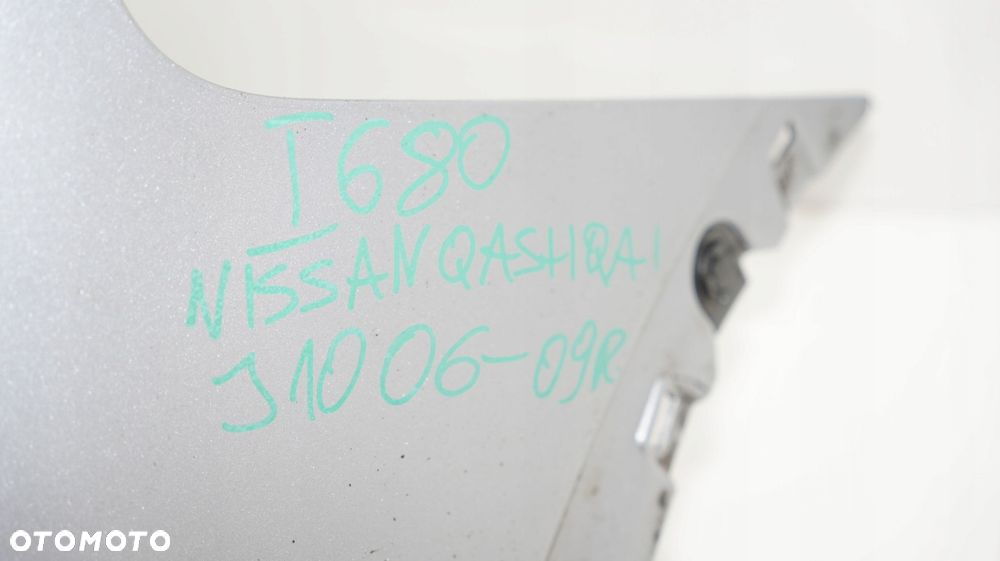 I680
NISSAN QASHQAI
J10 06-09R
OTOMOTO